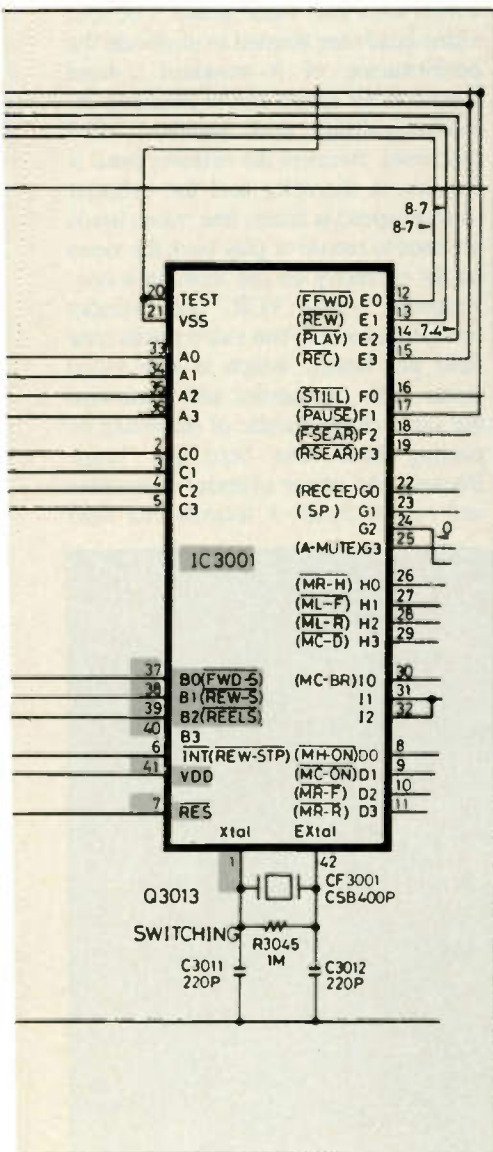 8-7
8-7
20 TEST (FFWD) E0 12
21 VSS (REW) E1 13
(PLAY) E2 14 7-4
33 A0 (REC) E3 15
34 A1
35 A2 (STILL) F0 16
36 A3 (PAUSE)F1 17
(F-SEAR)F2 18
2 C0 (R-SEAR)F3 19
3 C1
4 C2 (REC·EE)G0 22
5 C3 (SP) G1 23
G2 24
(A-MUTE)G3 25
IC3001
(MR-H) H0 26
(ML-F) H1 27
(ML-R) H2 28
(MC-D) H3 29
37 B0(FWD-S) (MC-BR)I0 30
38 B1(REW-S) I1 31
39 B2(REELS) I2 32
40 B3
6 INT(REW-STP) (MH-ON)D0 8
41 VDD (MC-ON)D1 9
(MR-F) D2 10
7 RES (MR-R) D3 11
Xtal EXtal
1 42
CF3001
Q3013 CSB400P
SWITCHING R3045
1M
C3011 C3012
220P 220P